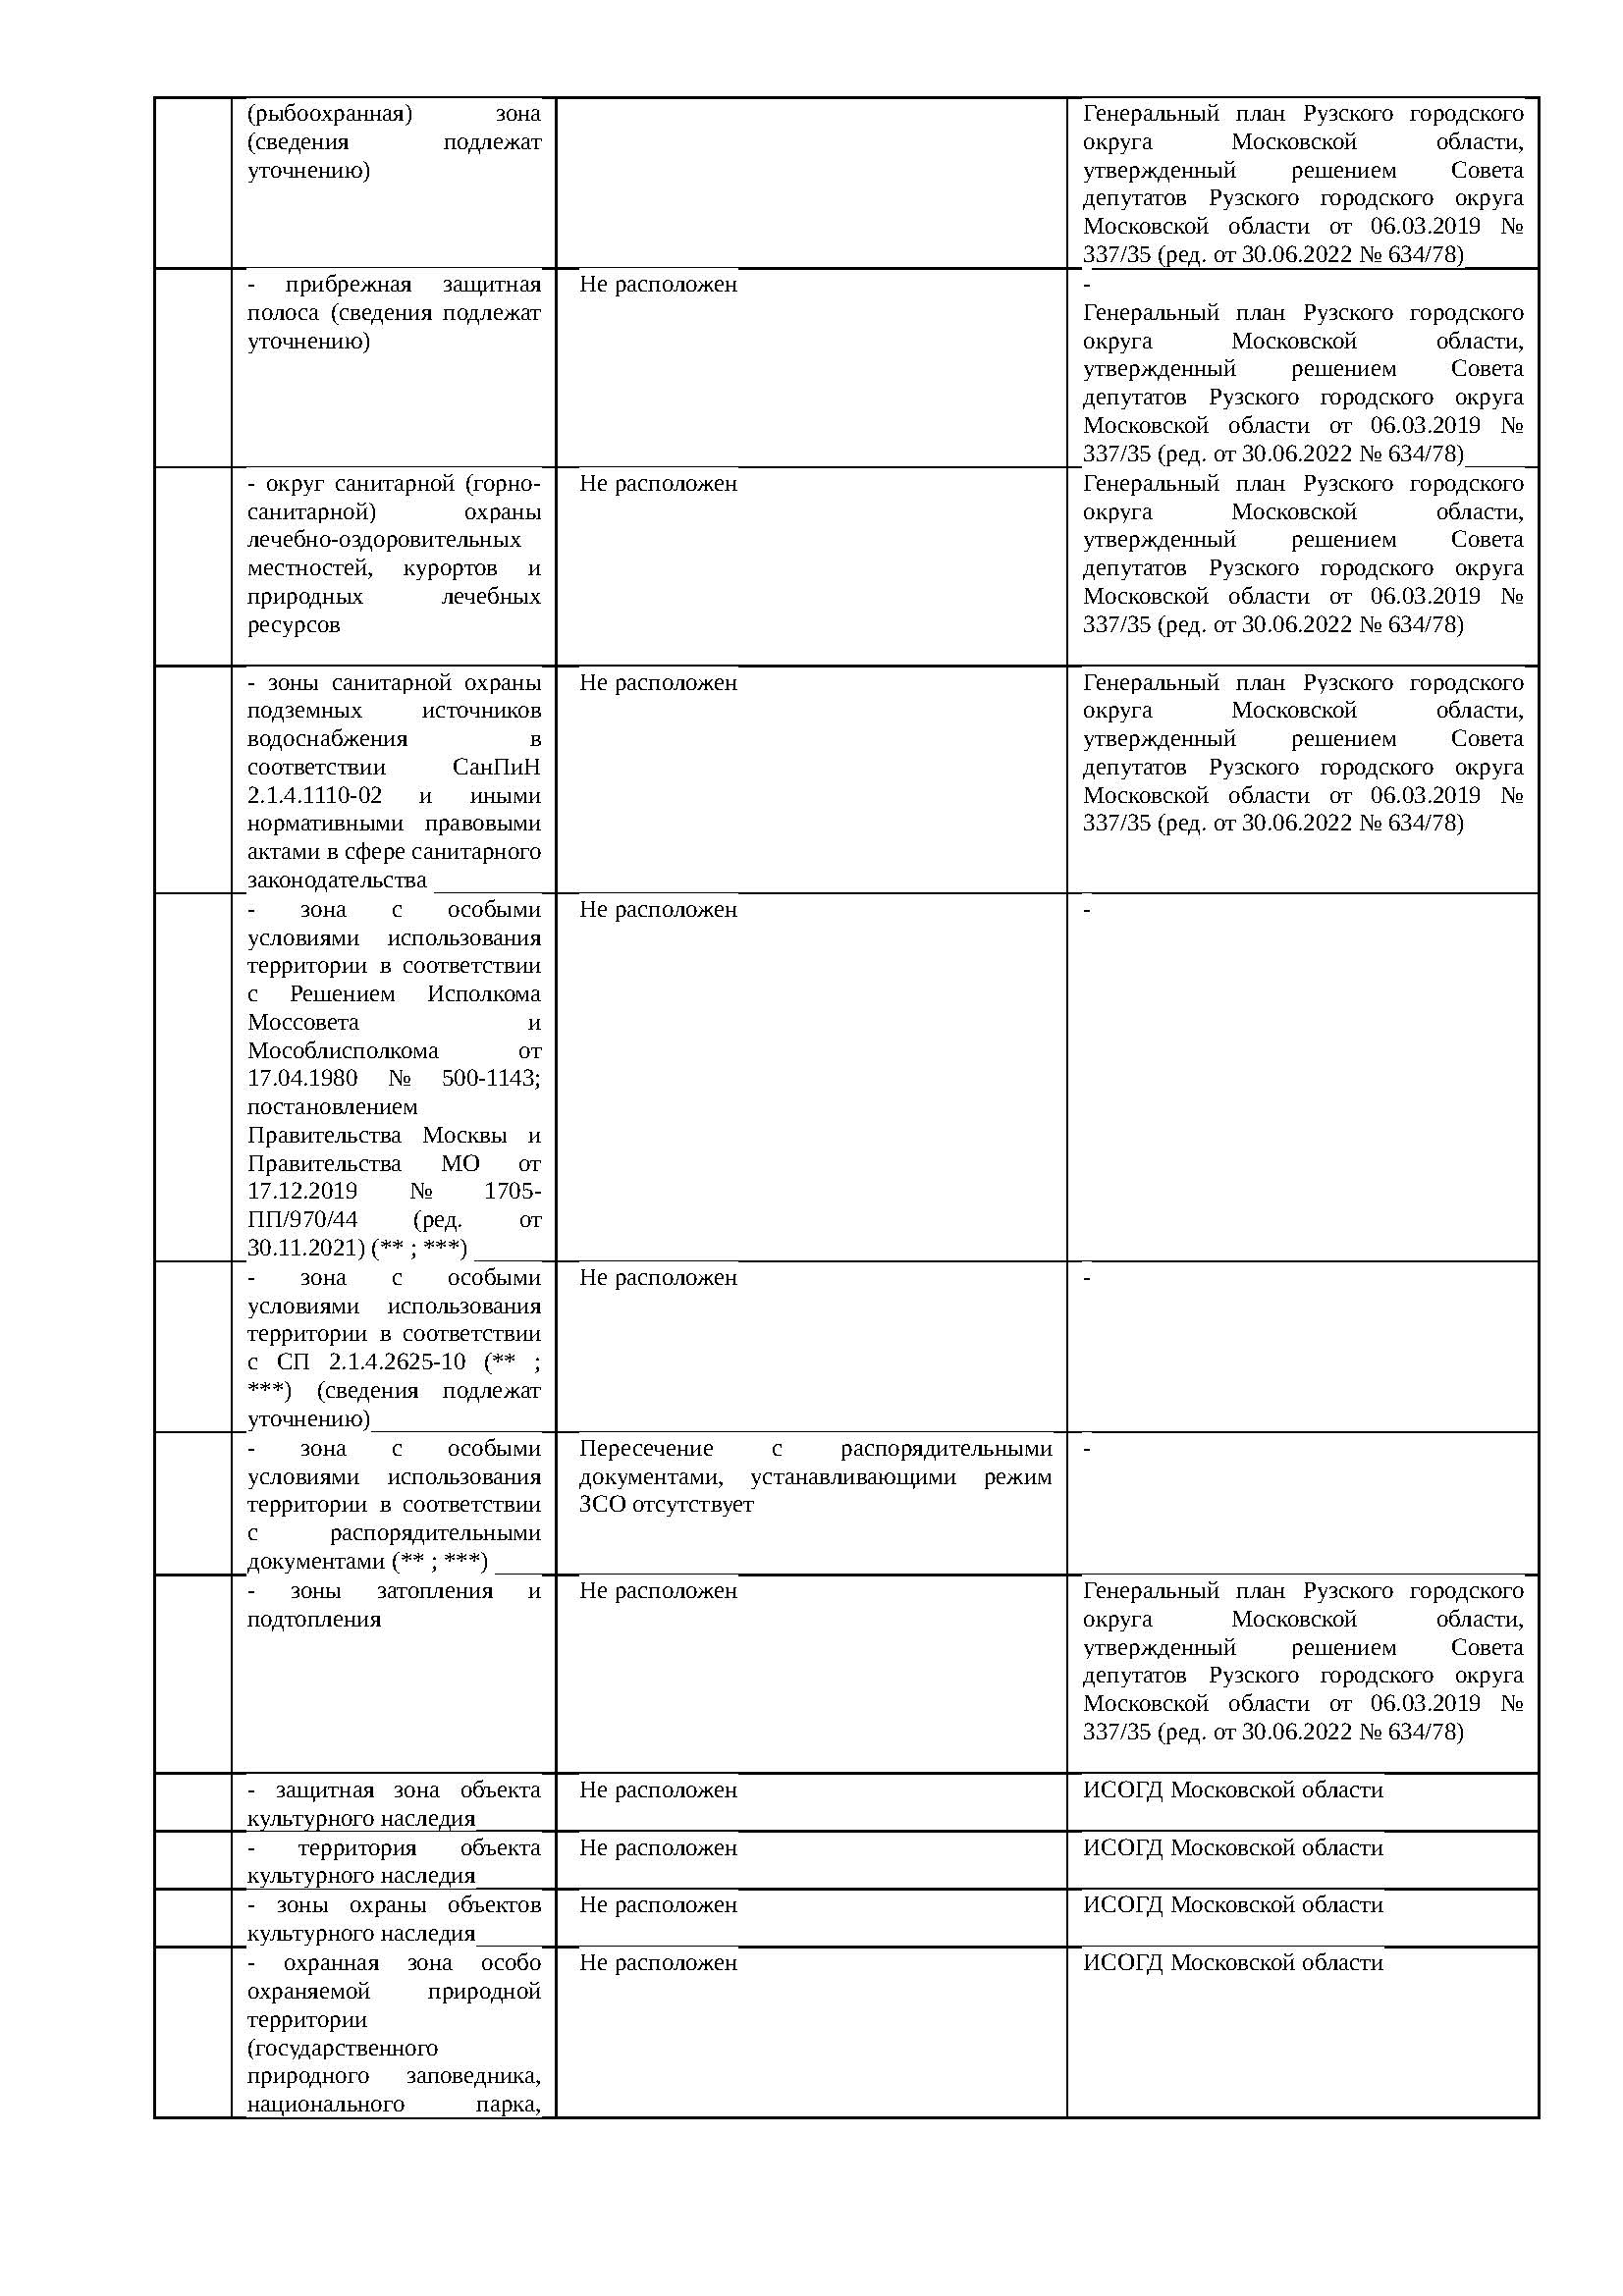 (рыбоохранная) зона
(сведения подлежат
уточнению)
Генеральный план Рузского городского
округа Московской области,
утвержденный решением Совета
депутатов Рузского городского округа
Московской области от 06.03.2019 №
337/35 (ред. от 30.06.2022 № 634/78)
- прибрежная защитная
полоса (сведения подлежат
уточнению)
Не расположен
-
Генеральный план Рузского городского
округа Московской области,
утвержденный решением Совета
депутатов Рузского городского округа
Московской области от 06.03.2019 №
337/35 (ред. от 30.06.2022 № 634/78)
- округ санитарной (горно-
санитарной) охраны
лечебно-оздоровительных
местностей, курортов и
природных лечебных
ресурсов
Не расположен
Генеральный план Рузского городского
округа Московской области,
утвержденный решением Совета
депутатов Рузского городского округа
Московской области от 06.03.2019 №
337/35 (ред. от 30.06.2022 № 634/78)
- зоны санитарной охраны
подземных источников
водоснабжения в
соответствии СанПиН
2.1.4.1110-02 и иными
нормативными правовыми
актами в сфере санитарного
законодательства
Не расположен
Генеральный план Рузского городского
округа Московской области,
утвержденный решением Совета
депутатов Рузского городского округа
Московской области от 06.03.2019 №
337/35 (ред. от 30.06.2022 № 634/78)
- зона с особыми
условиями использования
территории в соответствии
с Решением Исполкома
Моссовета и
Мособлисполкома от
17.04.1980 № 500-1143;
постановлением
Правительства Москвы и
Правительства МО от
17.12.2019 № 1705-
ПП/970/44 (ред. от
30.11.2021) (** ; ***)
Не расположен
-
- зона с особыми
условиями использования
территории в соответствии
с СП 2.1.4.2625-10 (** ;
***) (сведения подлежат
уточнению)
Не расположен
-
- зона с особыми
условиями использования
территории в соответствии
с распорядительными
документами (** ; ***)
Пересечение с распорядительными
документами, устанавливающими режим
ЗСО отсутствует
-
- зоны затопления и
подтопления
Не расположен
Генеральный план Рузского городского
округа Московской области,
утвержденный решением Совета
депутатов Рузского городского округа
Московской области от 06.03.2019 №
337/35 (ред. от 30.06.2022 № 634/78)
- защитная зона объекта
культурного наследия
Не расположен
ИСОГД Московской области
- территория объекта
культурного наследия
Не расположен
ИСОГД Московской области
- зоны охраны объектов
культурного наследия
Не расположен
ИСОГД Московской области
- охранная зона особо
охраняемой природной
территории
(государственного
природного заповедника,
национального парка,
Не расположен
ИСОГД Московской области